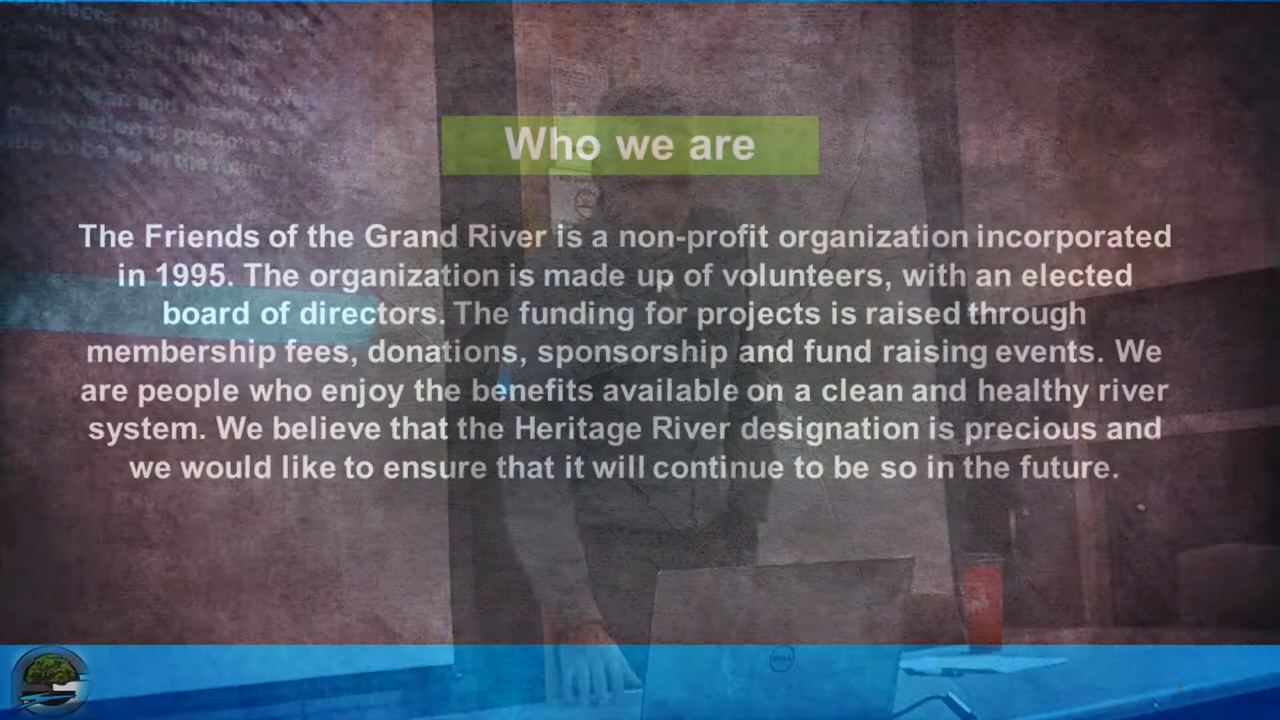 Who we are
The Friends of the Grand River is a non-profit organization incorporated
in 1995. The organization is made up of volunteers, with an elected
board of directors. The funding for projects is raised through
membership fees, donations, sponsorship and fund raising events. We
are people who enjoy the benefits available on a clean and healthy river
system. We believe that the Heritage River designation is precious and
we would like to ensure that it will continue to be so in the future.
DELL